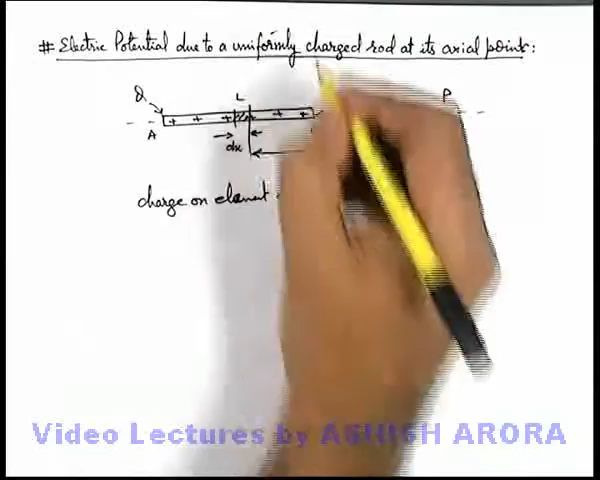 # Electric Potential due to a uniformly charged rod at its axial point:
Q L P
+ + + + +
A
dx
charge on element
Video Lectures by ASHISH ARORA